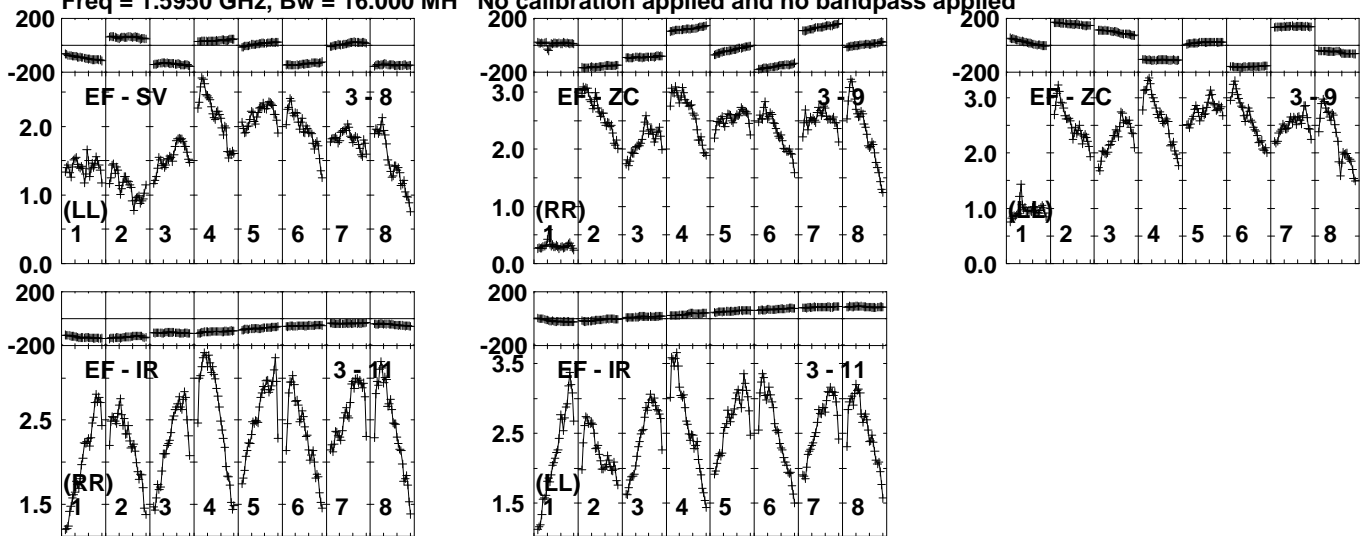 Freq = 1.5950 GHz, Bw = 16.000 MH No calibration applied and no bandpass applied
200
-200
EF - SV 3 - 8
2.0
1.0
(LL)
1 2 3 4 5 6 7 8
0.0
200
-200
EF - ZC 3 - 9
3.0
2.0
1.0
(RR)
1 2 3 4 5 6 7 8
0.0
200
-200
EF - ZC 3 - 9
3.0
2.0
1.0
(LL)
1 2 3 4 5 6 7 8
0.0
200
-200
EF - IR 3 - 11
2.5
(RR)
1.5
1 2 3 4 5 6 7 8
200
-200
EF - IR 3 - 11
3.5
2.5
(LL)
1.5
1 2 3 4 5 6 7 8